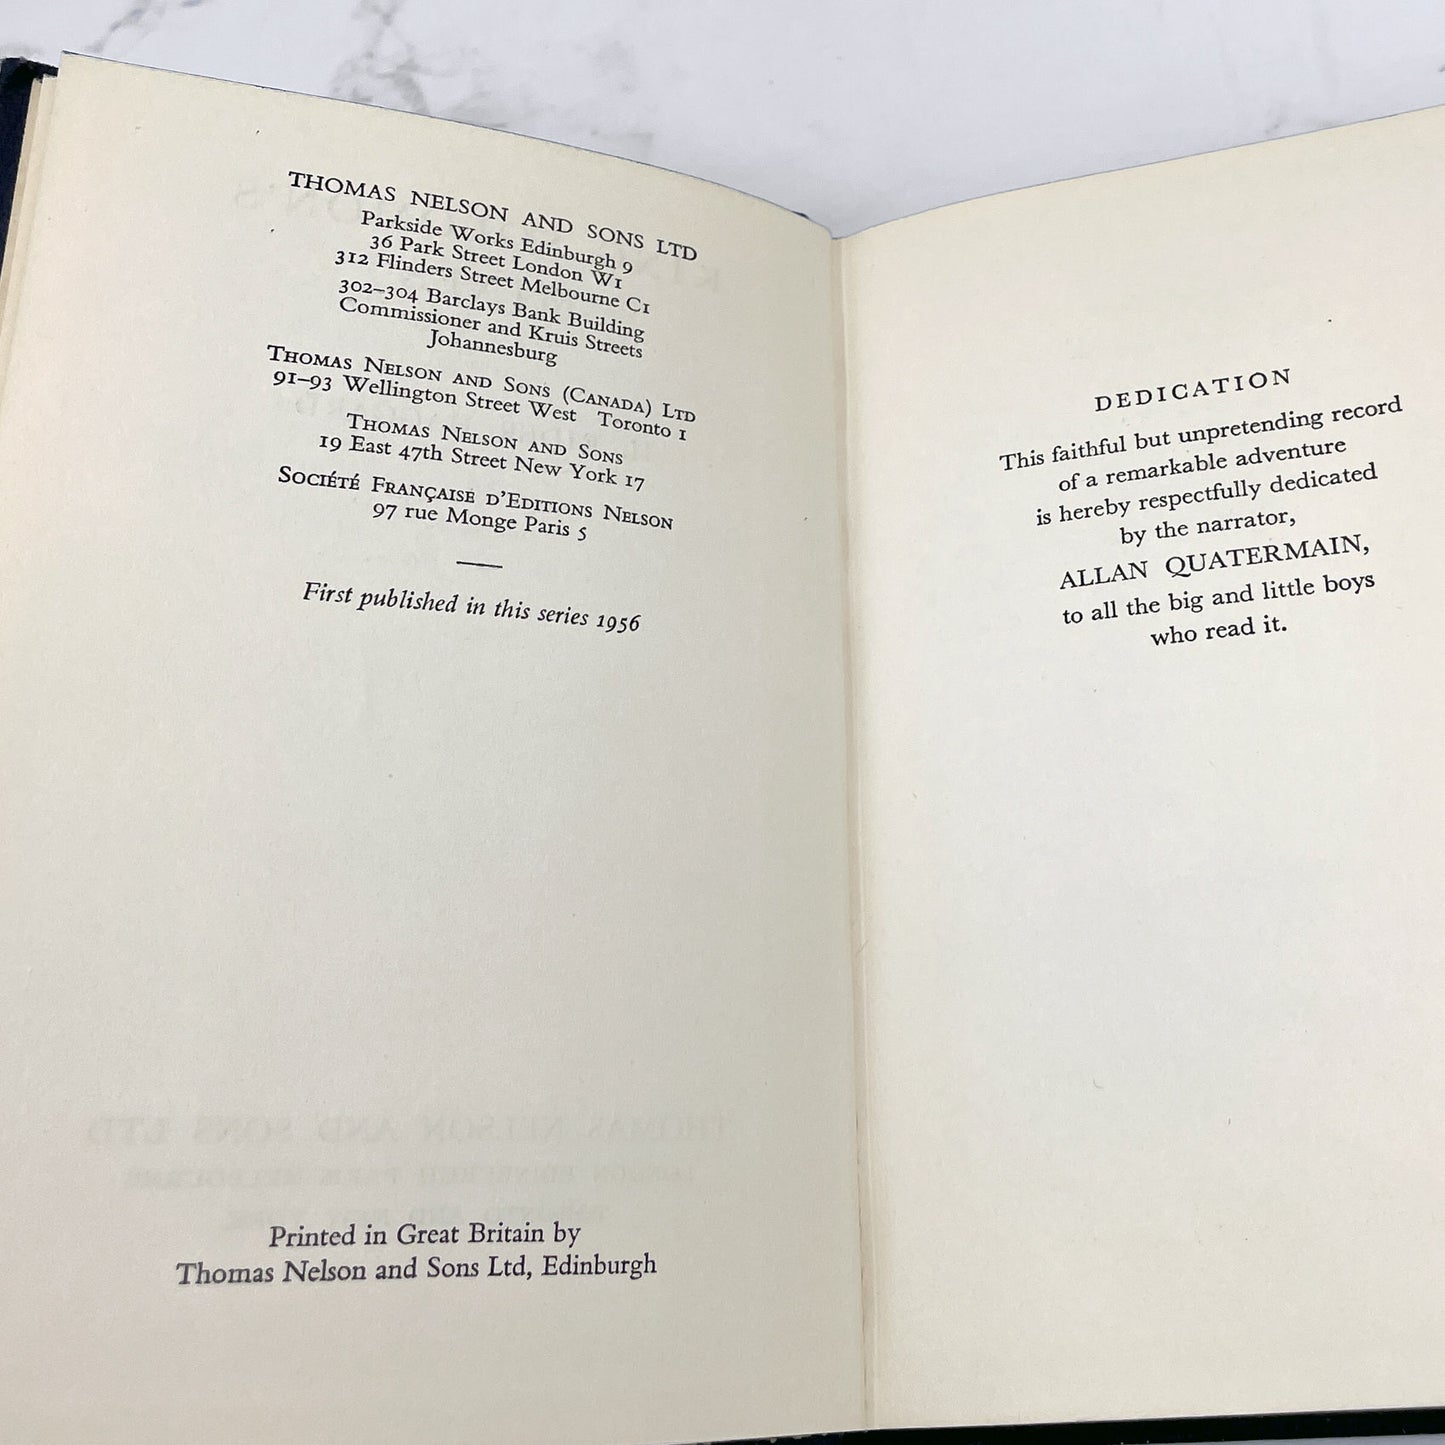 THOMAS NELSON AND SONS LTD
Parkside Works Edinburgh 9
36 Park Street London W1
312 Flinders Street Melbourne C1
302–304 Barclays Bank Building
Commissioner and Kruis Streets
Johannesburg
THOMAS NELSON AND SONS (CANADA) LTD
91–93 Wellington Street West Toronto 1
THOMAS NELSON AND SONS
19 East 47th Street New York 17
SOCIÉTÉ FRANÇAISE D'EDITIONS NELSON
97 rue Monge Paris 5
First published in this series 1956
THOMAS NELSON AND SONS LTD
Printed in Great Britain by
Thomas Nelson and Sons Ltd, Edinburgh
DEDICATION
This faithful but unpretending record
of a remarkable adventure
is hereby respectfully dedicated
by the narrator,
ALLAN QUATERMAIN,
to all the big and little boys
who read it.